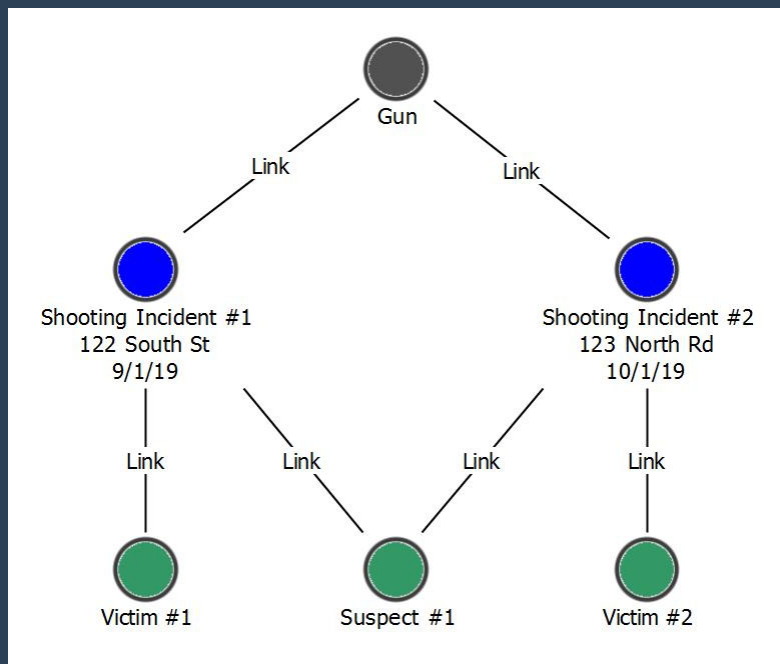 Gun
Link
Link
Shooting Incident #1
122 South St
9/1/19
Shooting Incident #2
123 North Rd
10/1/19
Link
Link
Link
Link
Victim #1
Suspect #1
Victim #2